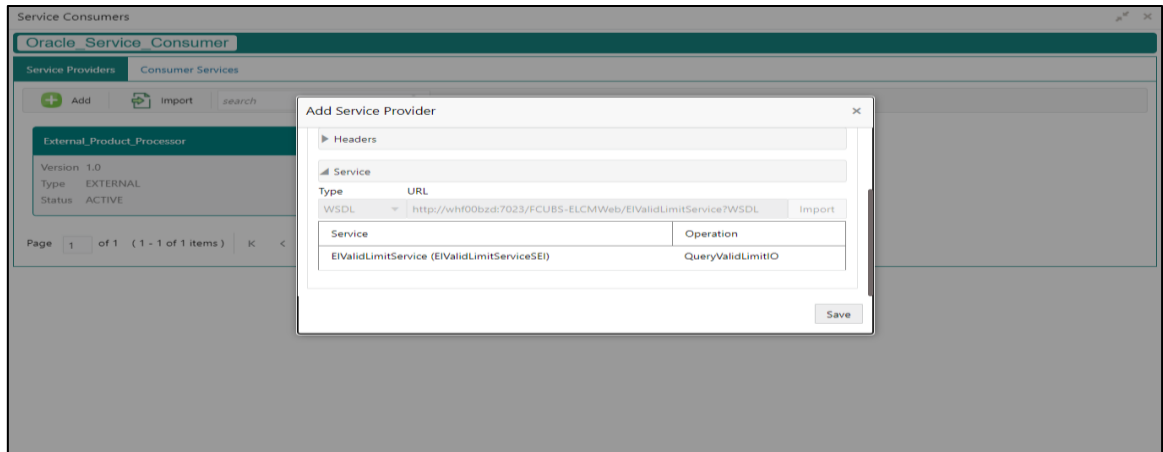 Service Consumers
Oracle_Service_Consumer
Service Providers Consumer Services
Add Import search
Add Service Provider
External_Product_Processor
Version 1.0
Type EXTERNAL
Status ACTIVE
Page 1 of 1 (1 - 1 of 1 items)
Headers
Service
Type URL
WSDL http://whf00bzd:7023/FCUBS-ELCMWeb/ElValidLimitService?WSDL Import
Service Operation
ElValidLimitService (ElValidLimitServiceSEI) QueryValidLimitIO
Save